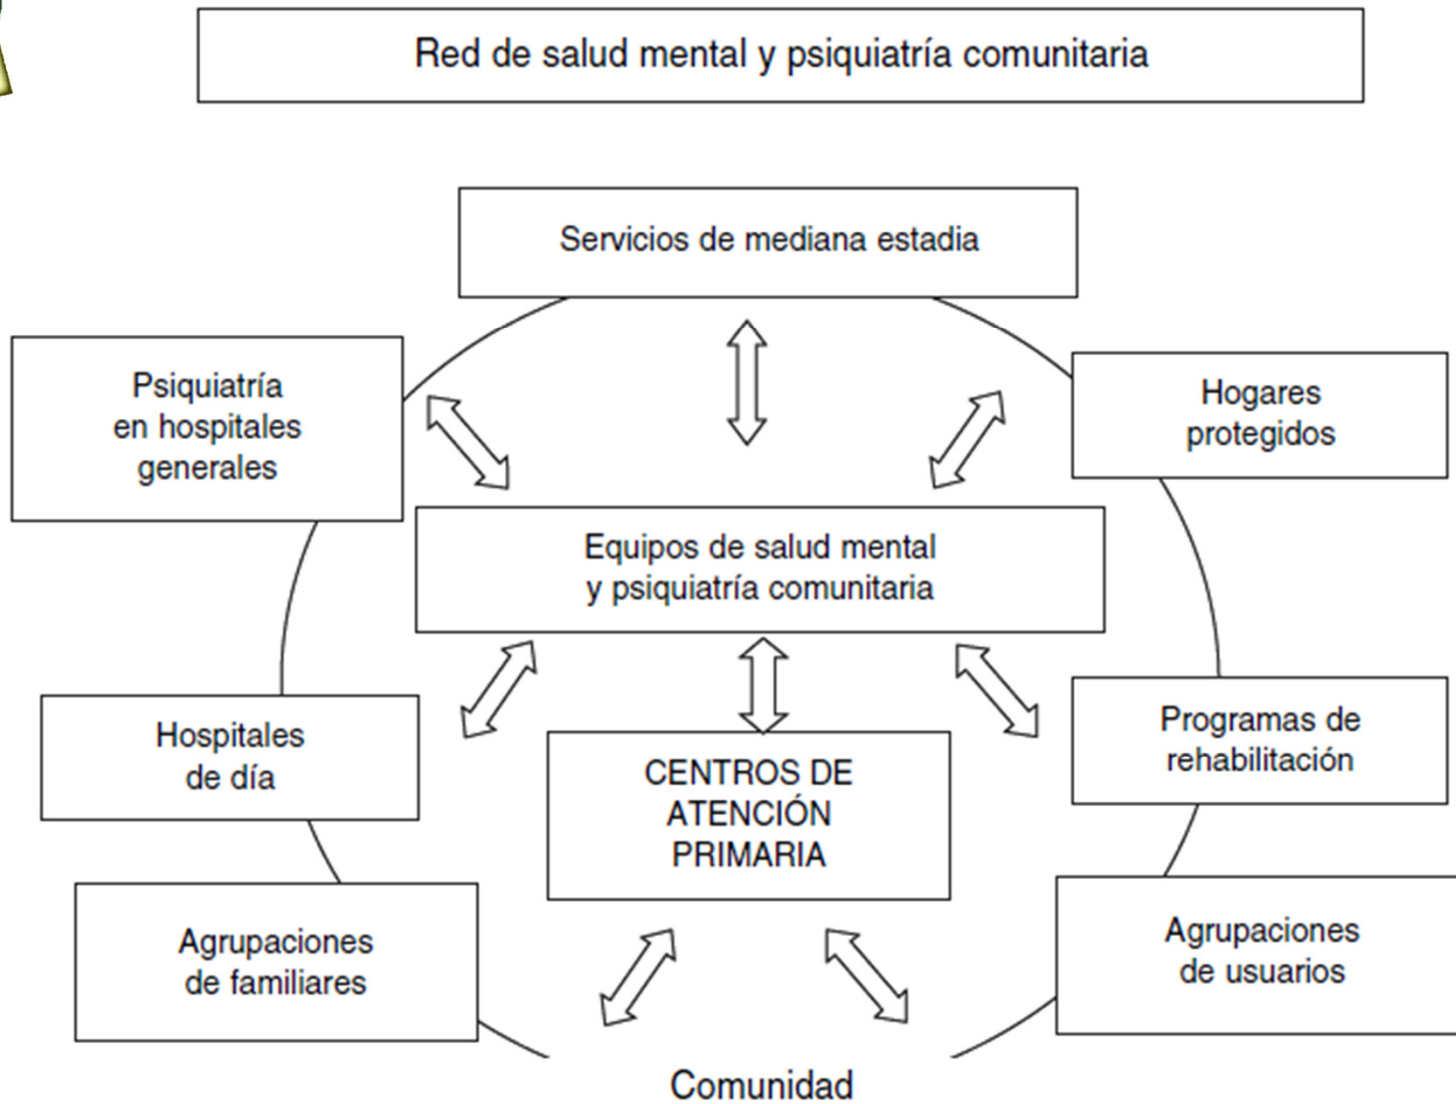 Red de salud mental y psiquiatría comunitaria
Servicios de mediana estadia
Psiquiatría
en hospitales
generales
Hogares
protegidos
Equipos de salud mental
y psiquiatría comunitaria
Hospitales
de día
CENTROS DE
ATENCIÓN
PRIMARIA
Programas de
rehabilitación
Agrupaciones
de familiares
Agrupaciones
de usuarios
Comunidad